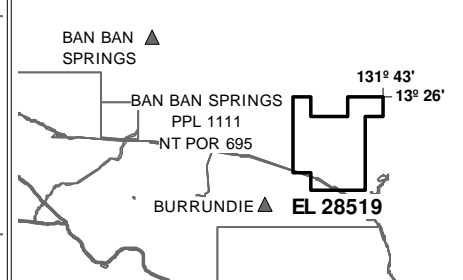 BAN BAN
SPRINGS
131º 43'
13º 26'
BAN BAN SPRINGS
PPL 1111
NT POR 695
BURRUNDIE
EL 28519